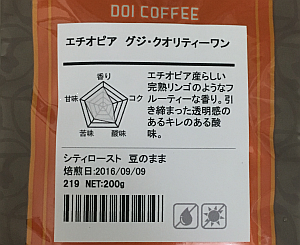 DOI COFFEE
エチオピア グジ・クオリティーワン
香り
甘味
コク
苦味
酸味
エチオピア産らしい
完熟リンゴのようなフ
ルーティーな香り。引
き締まった透明感の
あるキレのある酸
味。
シティロースト 豆のまま
焙煎日:2016/09/09
219 NET:200g